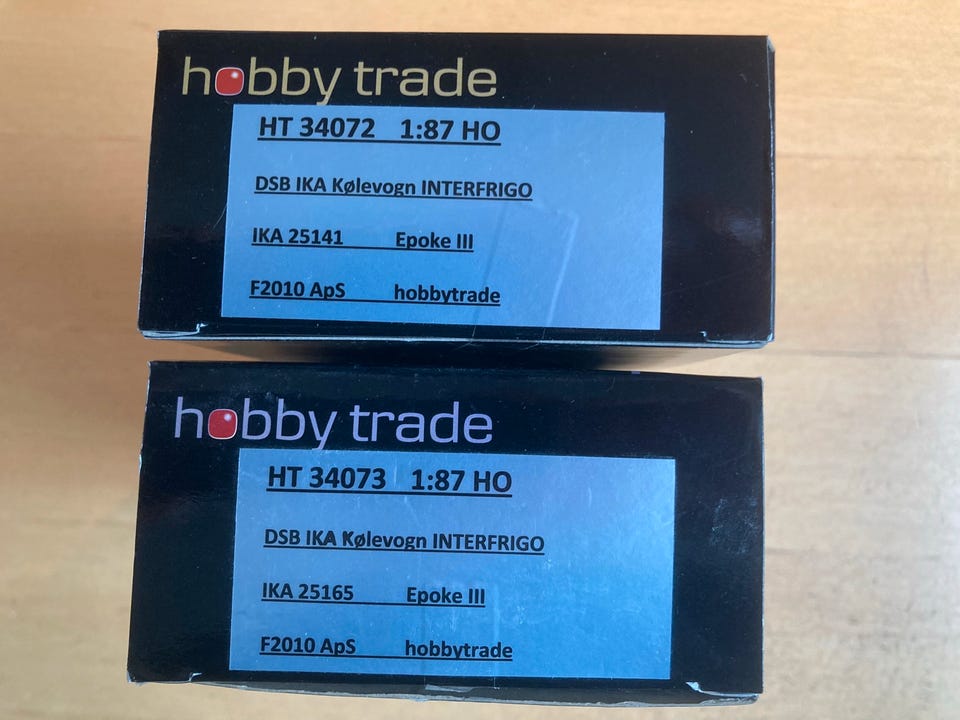 hobby trade
HT 34072 1:87 HO
DSB IKA Kølevogn INTERFRIGO
IKA 25141 Epoke III
F2010 ApS hobbytrade
hobby trade
HT 34073 1:87 HO
DSB IKA Kølevogn INTERFRIGO
IKA 25165 Epoke III
F2010 ApS hobbytrade